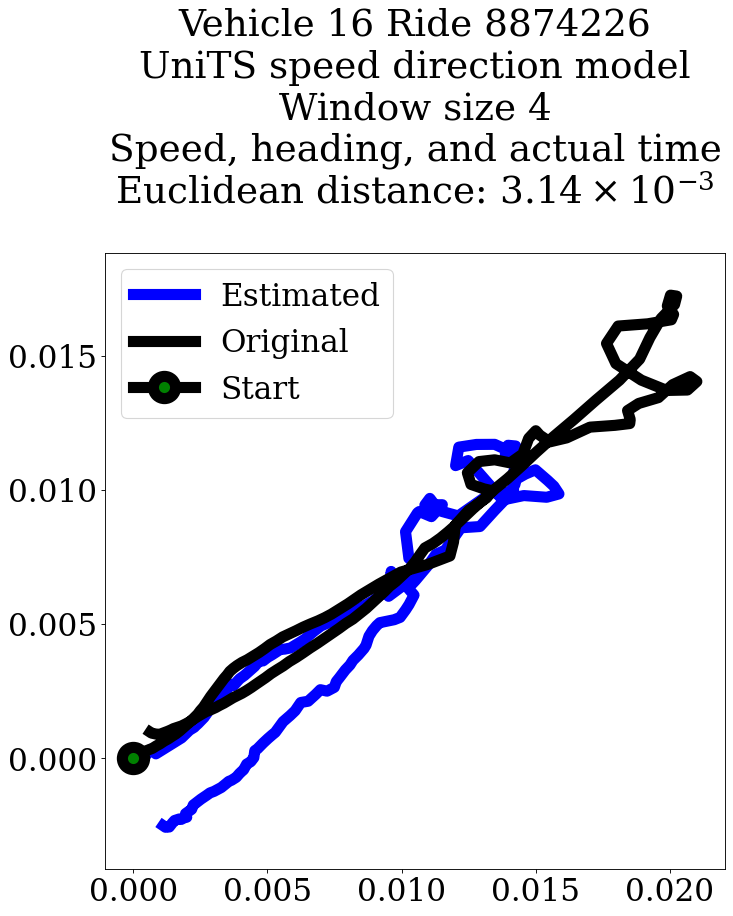 Vehicle 16 Ride 8874226
UniTS speed direction model
Window size 4
Speed, heading, and actual time
Euclidean distance: 3.14 × 10⁻³
Estimated
Original
Start
0.015
0.010
0.005
0.000
0.000 0.005 0.010 0.015 0.020